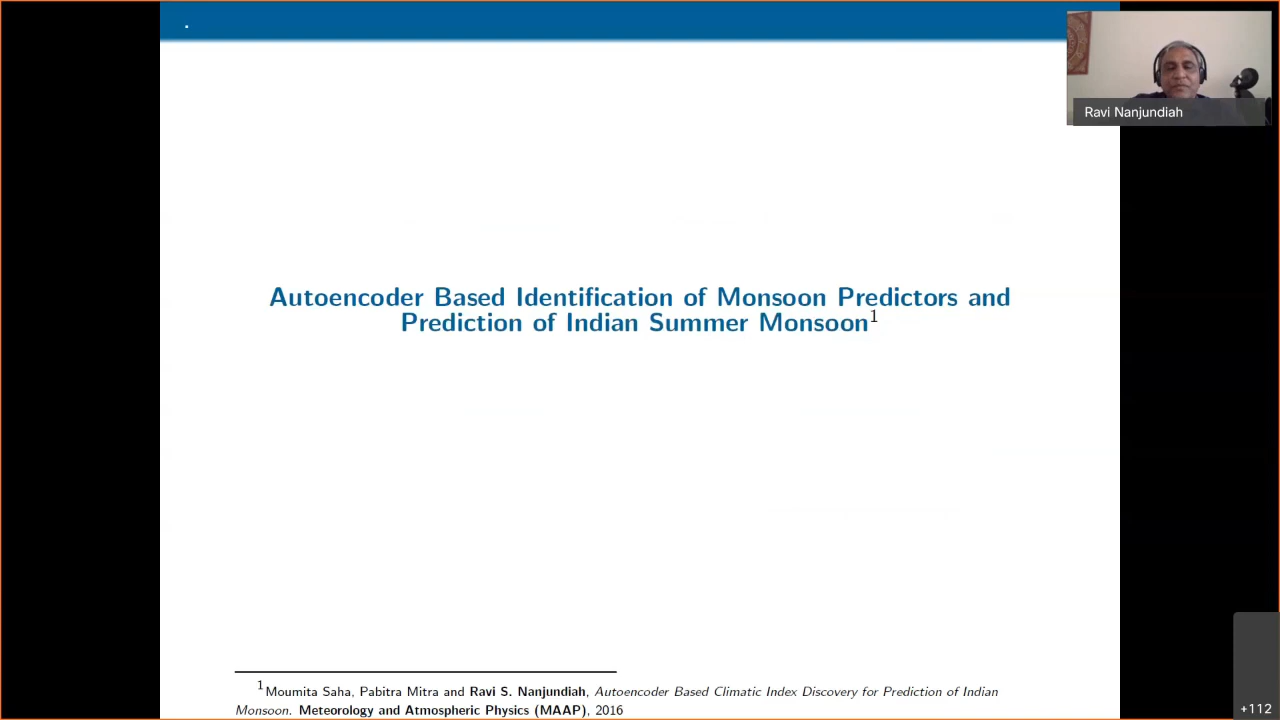 Ravi Nanjundiah
Autoencoder Based Identification of Monsoon Predictors and
Prediction of Indian Summer Monsoon1
1Moumita Saha, Pabitra Mitra and Ravi S. Nanjundiah, Autoencoder Based Climatic Index Discovery for Prediction of Indian
Monsoon. Meteorology and Atmospheric Physics (MAAP), 2016
+112